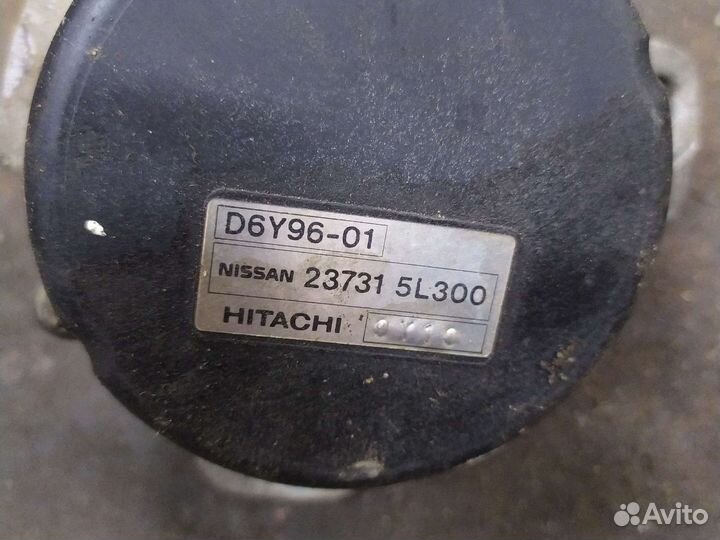 D6Y96-01
NISSAN 23731 5L300
HITACHI
Avito